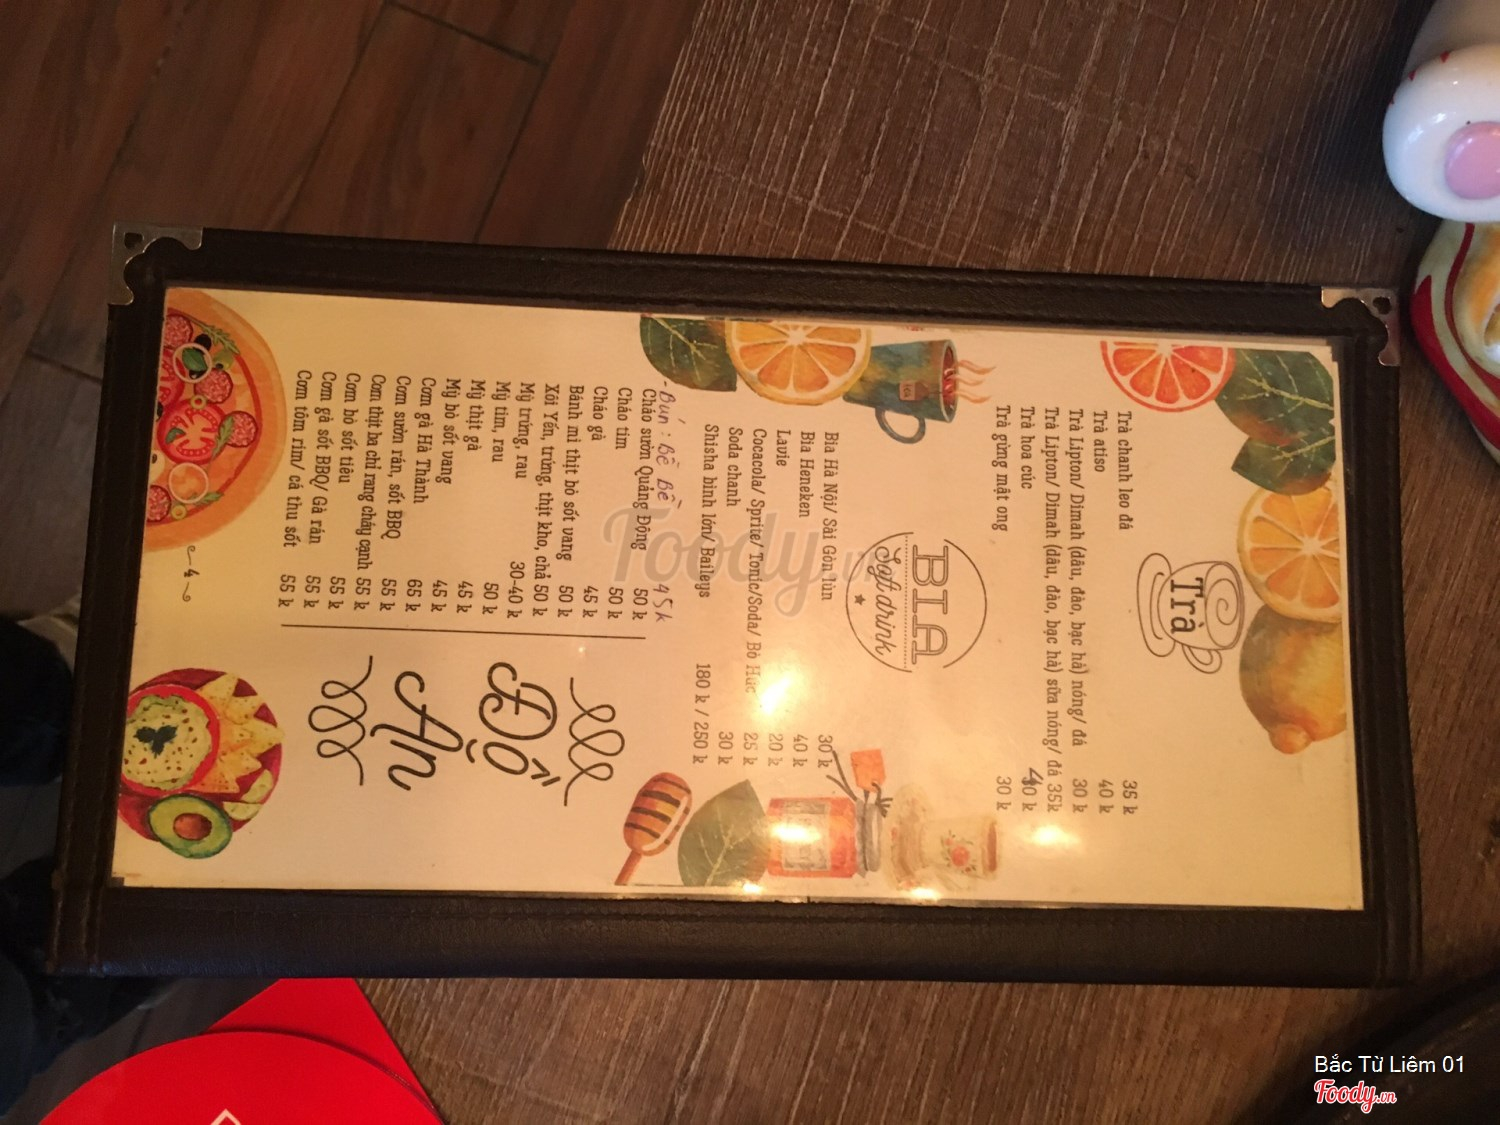 Trà
Trà chanh leo đá 35 k
Trà atiso 40 k
Trà Lipton/ Dimah (dâu, đào, bạc hà) nóng/ đá 30 k
Trà Lipton/ Dimah (dâu, đào, bạc hà) sữa nóng/ đá 35k
Trà hoa cúc 40 k
Trà gừng mật ong 30 k
BIA
Soft drink
Bia Hà Nội/ Sài Gòn lùn 30 k
Bia Heneken 40 k
Lavie 20 k
Cocacola/ Sprite/ Tonic/Soda/ Bò Húc 25 k
Soda chanh 30 k
Shisha bình lớn/ Baileys 180 k / 250 k
- Bún : Bề Bề 45k
Cháo sườn Quảng Đông 50 k
Cháo tim 50 k
Cháo gà 45 k
Bánh mì thịt bò sốt vang 50 k
Xôi Yến, trứng, thịt kho, chả 50 k
Mỳ trứng, rau 30-40 k
Mỳ tim, rau 50 k
Mỳ thịt gà 45 k
Mỳ bò sốt vang 45 k
Cơm gà Hà Thành 65 k
Cơm sườn rán, sốt BBQ 55 k
Cơm thịt ba chỉ rang cháy cạnh 55 k
Cơm bò sốt tiêu 55 k
Cơm gà sốt BBQ/ Gà rán 55 k
Cơm tôm rim/ cá thu sốt 55 k
Đồ
Ăn
4
Foody.vn
Bắc Từ Liêm 01
Foody.vn